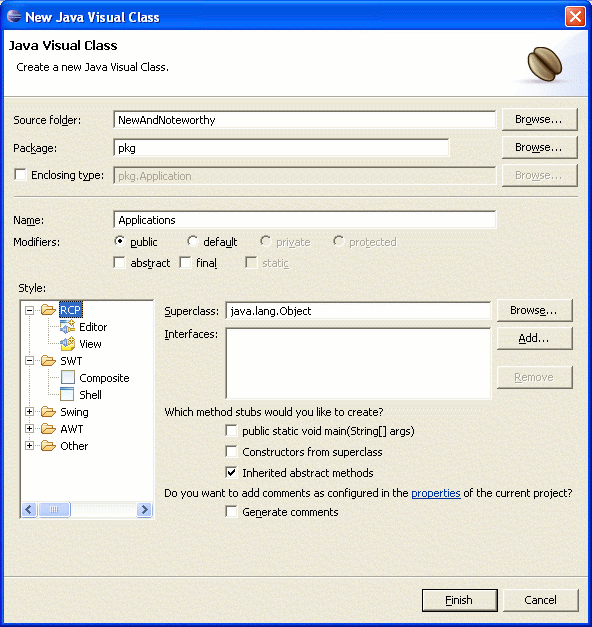 New Java Visual Class
Java Visual Class
Create a new Java Visual Class.
Source folder: NewAndNoteworthy Browse...
Package: pkg Browse...
Enclosing type: pkg.Application Browse...
Name: Applications
Modifiers: public default private protected
abstract final static
Style:
RCP
Editor
View
SWT
Composite
Shell
Swing
AWT
Other
Superclass: java.lang.Object Browse...
Interfaces: Add...
Remove
Which method stubs would you like to create?
public static void main(String[] args)
Constructors from superclass
Inherited abstract methods
Do you want to add comments as configured in the properties of the current project?
Generate comments
Finish Cancel